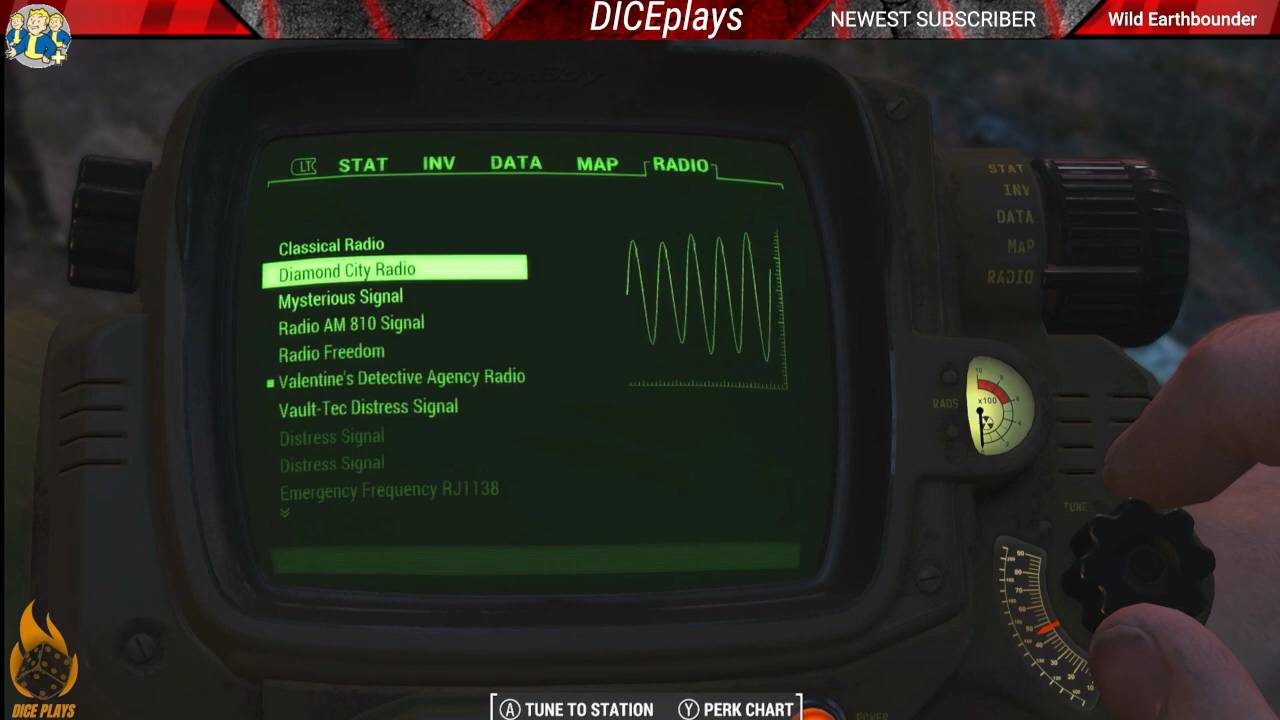 DICEplays
NEWEST SUBSCRIBER
Wild Earthbounder
LT STAT INV DATA MAP RADIO
Classical Radio
Diamond City Radio
Mysterious Signal
Radio AM 810 Signal
Radio Freedom
Valentine's Detective Agency Radio
Vault-Tec Distress Signal
Distress Signal
Distress Signal
Emergency Frequency RJ1138
STAT
INV
DATA
MAP
RADIO
RADS
x100
TUNE
DICE PLAYS
A TUNE TO STATION Y PERK CHART
POWER